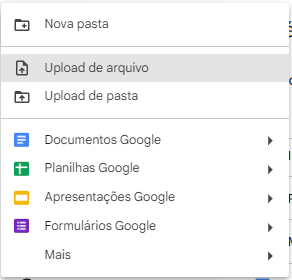 Nova pasta
Upload de arquivo
Upload de pasta
Documentos Google
Planilhas Google
Apresentações Google
Formulários Google
Mais